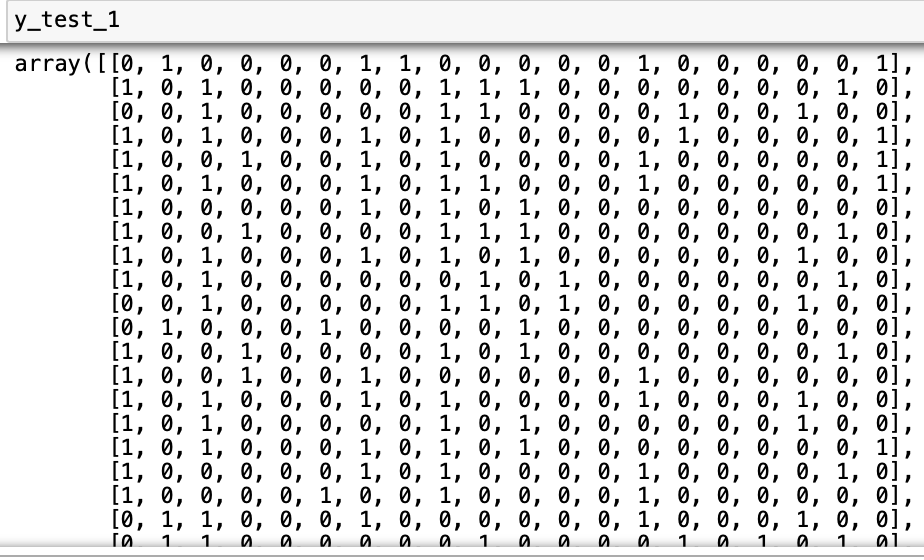 y_test_1
array([[0, 1, 0, 0, 0, 0, 1, 1, 0, 0, 0, 0, 0, 1, 0, 0, 0, 0, 0, 1],
[1, 0, 1, 0, 0, 0, 0, 0, 1, 1, 1, 0, 0, 0, 0, 0, 0, 0, 1, 0],
[0, 0, 1, 0, 0, 0, 0, 0, 1, 1, 0, 0, 0, 0, 1, 0, 0, 1, 0, 0],
[1, 0, 1, 0, 0, 0, 1, 0, 1, 0, 0, 0, 0, 0, 1, 0, 0, 0, 0, 1],
[1, 0, 0, 1, 0, 0, 1, 0, 1, 0, 0, 0, 0, 1, 0, 0, 0, 0, 0, 1],
[1, 0, 1, 0, 0, 0, 1, 0, 1, 1, 0, 0, 0, 1, 0, 0, 0, 0, 0, 1],
[1, 0, 0, 0, 0, 0, 1, 0, 1, 0, 1, 0, 0, 0, 0, 0, 0, 0, 0, 0],
[1, 0, 0, 1, 0, 0, 0, 0, 1, 1, 1, 0, 0, 0, 0, 0, 0, 0, 1, 0],
[1, 0, 1, 0, 0, 0, 1, 0, 1, 0, 1, 0, 0, 0, 0, 0, 0, 1, 0, 0],
[1, 0, 1, 0, 0, 0, 0, 0, 0, 1, 0, 1, 0, 0, 0, 0, 0, 0, 1, 0],
[0, 0, 1, 0, 0, 0, 0, 0, 1, 1, 0, 1, 0, 0, 0, 0, 0, 1, 0, 0],
[0, 1, 0, 0, 0, 1, 0, 0, 0, 0, 1, 0, 0, 0, 0, 0, 0, 0, 0, 0],
[1, 0, 0, 1, 0, 0, 0, 0, 1, 0, 1, 0, 0, 0, 0, 0, 0, 0, 1, 0],
[1, 0, 0, 1, 0, 0, 1, 0, 0, 0, 0, 0, 0, 1, 0, 0, 0, 0, 0, 0],
[1, 0, 1, 0, 0, 0, 1, 0, 1, 0, 0, 0, 0, 1, 0, 0, 0, 1, 0, 0],
[1, 0, 1, 0, 0, 0, 0, 0, 1, 0, 1, 0, 0, 0, 0, 0, 0, 1, 0, 0],
[1, 0, 1, 0, 0, 0, 1, 0, 1, 0, 1, 0, 0, 0, 0, 0, 0, 0, 0, 1],
[1, 0, 0, 0, 0, 0, 1, 0, 1, 0, 0, 0, 0, 1, 0, 0, 0, 0, 1, 0],
[1, 0, 0, 0, 0, 1, 0, 0, 1, 0, 0, 0, 0, 1, 0, 0, 0, 0, 0, 0],
[0, 1, 1, 0, 0, 0, 1, 0, 0, 0, 0, 0, 0, 1, 0, 0, 0, 1, 0, 0],
[0, 1, 1, 0, 0, 0, 0, 0, 0, 1, 0, 0, 0, 0, 1, 0, 1, 0, 1, 0],